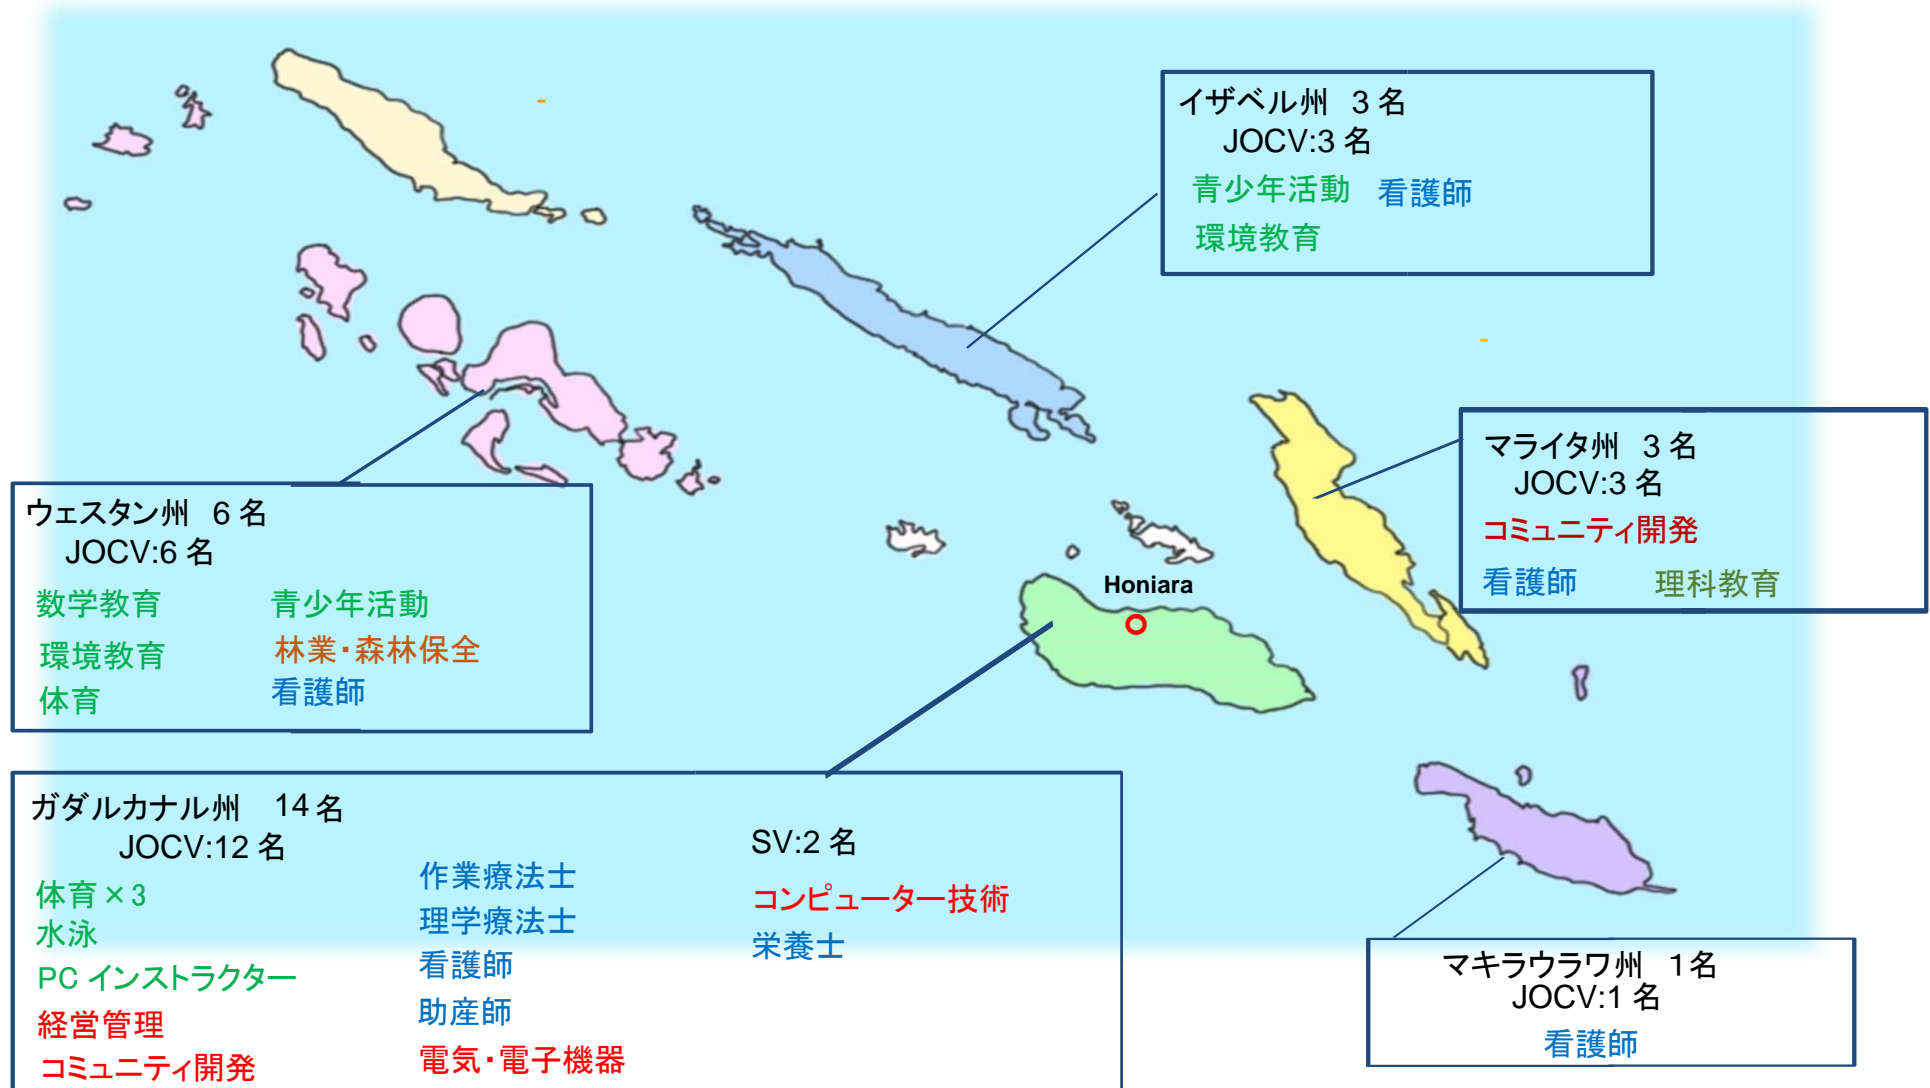 イザベル州 3 名
JOCV:3 名
青少年活動 看護師
環境教育
マライタ州 3 名
JOCV:3 名
コミュニティ開発
看護師 理科教育
ウェスタン州 6 名
JOCV:6 名
数学教育 青少年活動
環境教育 林業・森林保全
体育 看護師
Honiara
ガダルカナル州 14 名
JOCV:12 名
体育×3
水泳
PC インストラクター
経営管理
コミュニティ開発
作業療法士
理学療法士
看護師
助産師
電気・電子機器
SV:2 名
コンピューター技術
栄養士
マキラウラワ州 1名
JOCV:1 名
看護師